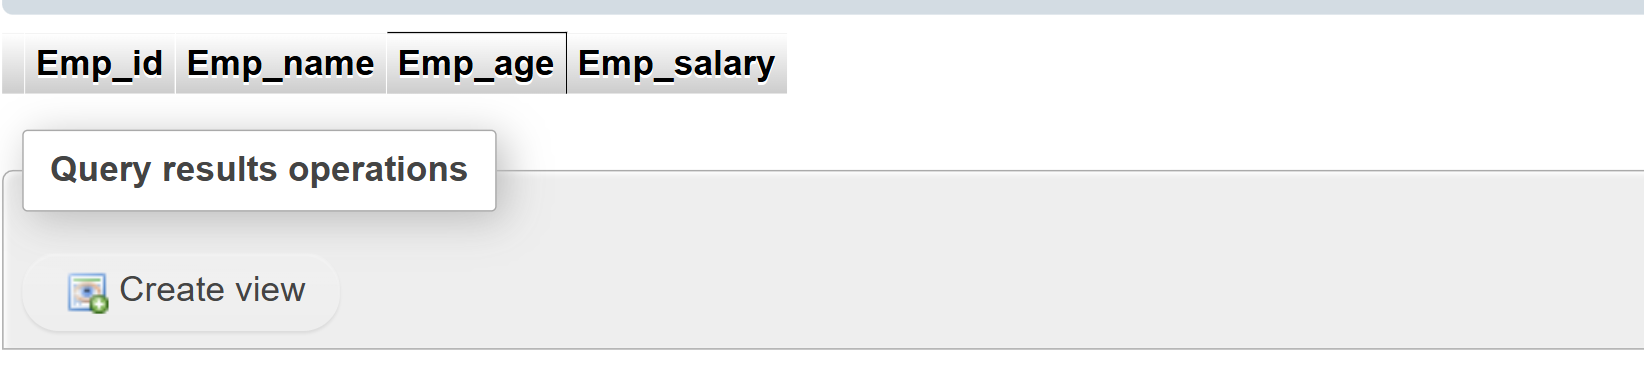 Emp_id Emp_name Emp_age Emp_salary
Query results operations
Create view